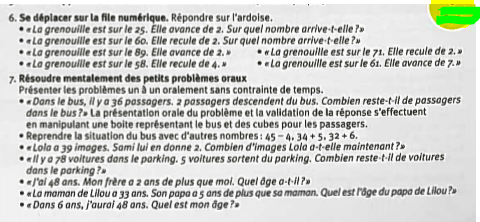 6. Se déplacer sur la file numérique. Répondre sur l'ardoise.
• « La grenouille est sur le 25. Elle avance de 2. Sur quel nombre arrive-t-elle ? »
• « La grenouille est sur le 60. Elle recule de 2. Sur quel nombre arrive-t-elle ? »
• « La grenouille est sur le 89. Elle avance de 2. » • « La grenouille est sur le 71. Elle recule de 2. »
• « La grenouille est sur le 58. Elle recule de 4. » • « La grenouille est sur le 61. Elle avance de 7. »
7. Résoudre mentalement des petits problèmes oraux
Présenter les problèmes un à un oralement sans contrainte de temps.
• « Dans le bus, il y a 36 passagers. 2 passagers descendent du bus. Combien reste-t-il de passagers
dans le bus ? » La présentation orale du problème et la validation de la réponse s'effectuent
en manipulant une boite représentant le bus et des cubes pour les passagers.
• Reprendre la situation du bus avec d'autres nombres : 45 – 4, 34 + 5, 32 + 6.
• « Lola a 39 images. Sami lui en donne 2. Combien d'images Lola a-t-elle maintenant ? »
• « Il y a 78 voitures dans le parking. 5 voitures sortent du parking. Combien reste-t-il de voitures
dans le parking ? »
• « J'ai 48 ans. Mon frère a 2 ans de plus que moi. Quel âge a-t-il ? »
• « La maman de Lilou a 33 ans. Son papa a 5 ans de plus que sa maman. Quel est l'âge du papa de Lilou ? »
• « Dans 6 ans, j'aurai 48 ans. Quel est mon âge ? »